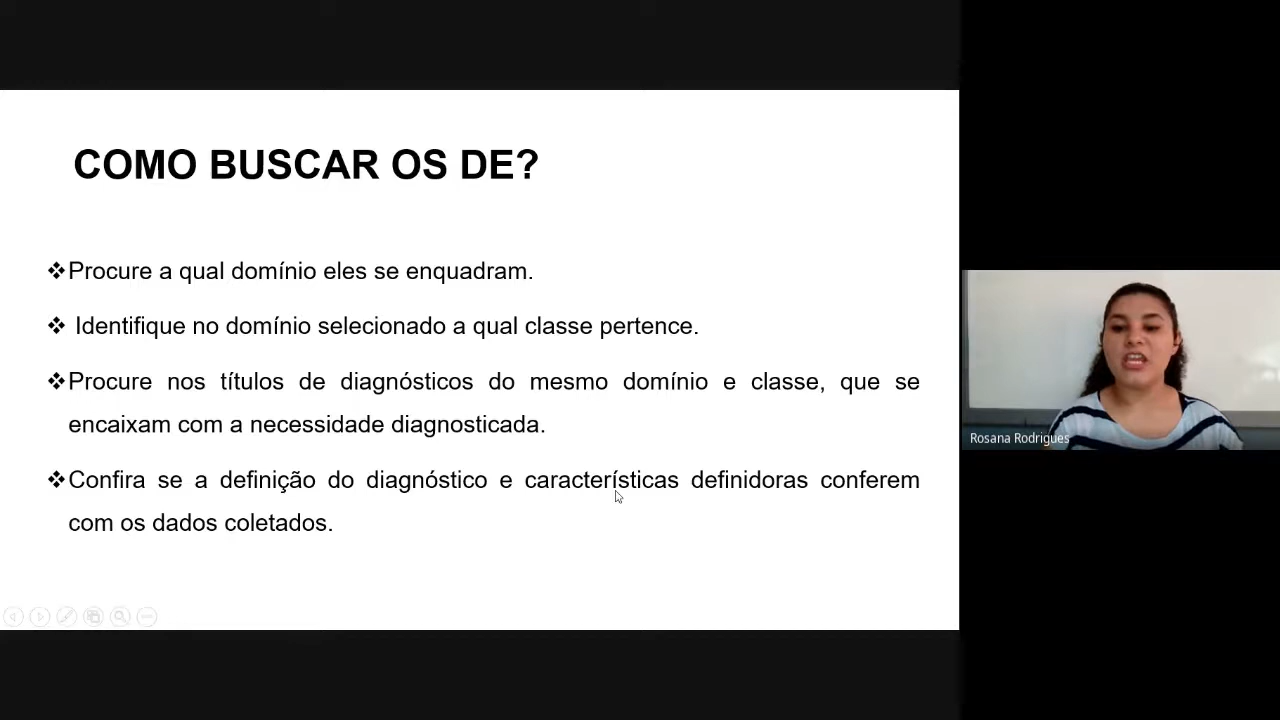 COMO BUSCAR OS DE?
❖Procure a qual domínio eles se enquadram.
❖ Identifique no domínio selecionado a qual classe pertence.
❖Procure nos títulos de diagnósticos do mesmo domínio e classe, que se
encaixam com a necessidade diagnosticada.
❖Confira se a definição do diagnóstico e características definidoras conferem
com os dados coletados.
Rosana Rodrigues